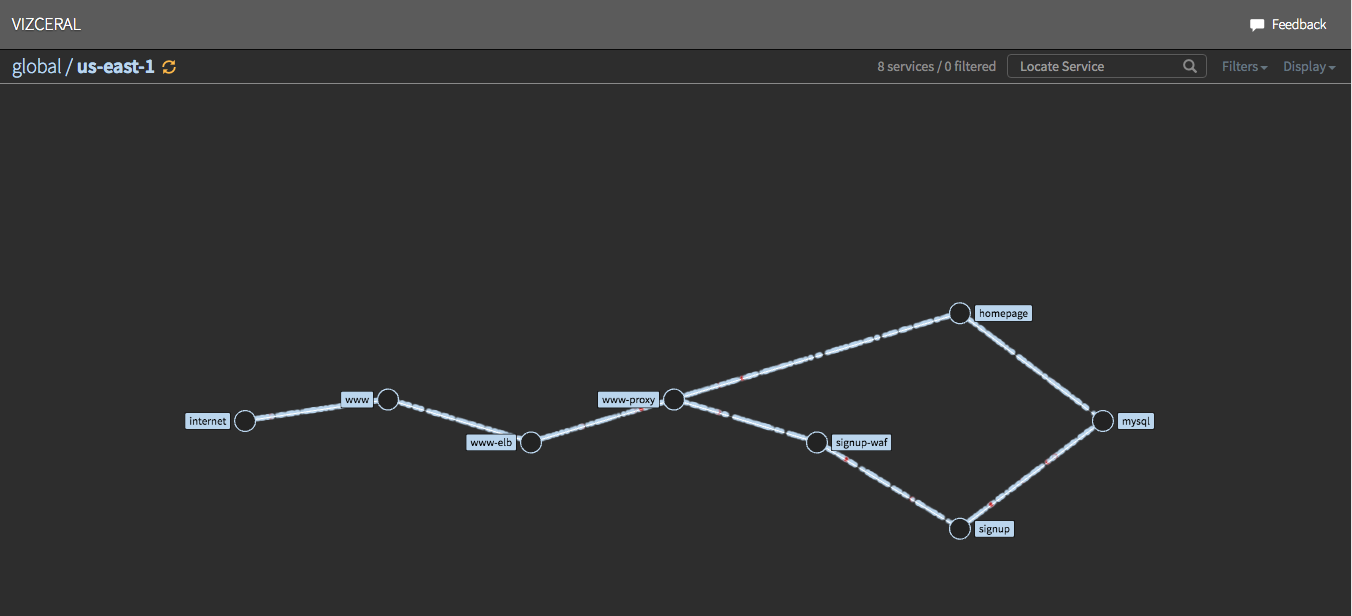 VIZCERAL
Feedback
global / us-east-1
8 services / 0 filtered
Locate Service
Filters
Display
homepage
www
www-proxy
internet
mysql
www-elb
signup-waf
signup